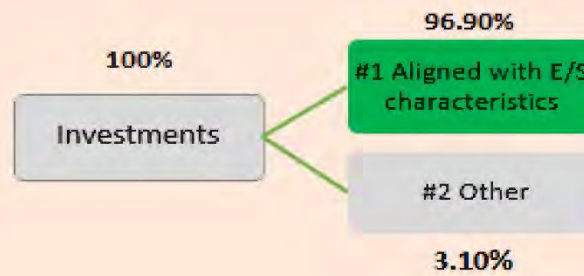 96.90%
100%
#1 Aligned with E/S
characteristics
Investments
#2 Other
3.10%